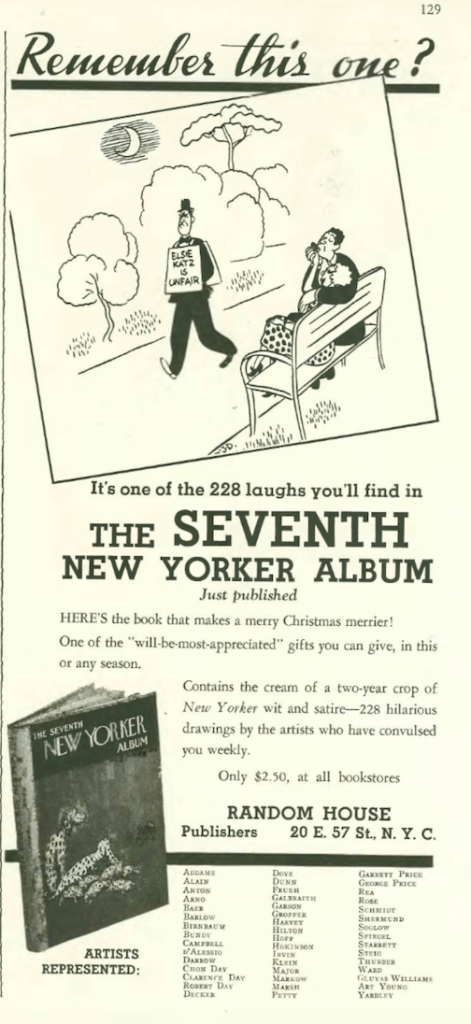 129
Remember this one?
ELSIE
KATZ
IS
UNFAIR
It's one of the 228 laughs you'll find in
THE SEVENTH
NEW YORKER ALBUM
Just published
HERE'S the book that makes a merry Christmas merrier!
One of the "will-be-most-appreciated" gifts you can give, in this
or any season.
Contains the cream of a two-year crop of
New Yorker wit and satire—228 hilarious
drawings by the artists who have convulsed
you weekly.
Only $2.50, at all bookstores
THE SEVENTH
NEW YORKER
ALBUM
RANDOM HOUSE
Publishers 20 E. 57 St., N. Y. C.
ARTISTS
REPRESENTED:
ADDAMS
ALAIN
ANTON
ARNO
BAER
BARLOW
BIRNBAUM
BUNDY
CAMPBELL
D'ALESSIO
DARROW
CHON DAY
CLARENCE DAY
ROBERT DAY
DECKER
DOVE
DUNN
FRUEH
GALBRAITH
GARSON
GROPPER
HARVEY
HILTON
HOFF
HOKINSON
IRVIN
KLEIN
MAJOR
MARLOW
MARSH
PETTY
GARRETT PRICE
GEORGE PRICE
REA
ROSE
SCHMIDT
SHERMUND
SOGLOW
SPIEGEL
STARRETT
STEIG
THURBER
WARD
GLUYAS WILLIAMS
ART YOUNG
YARDLEY